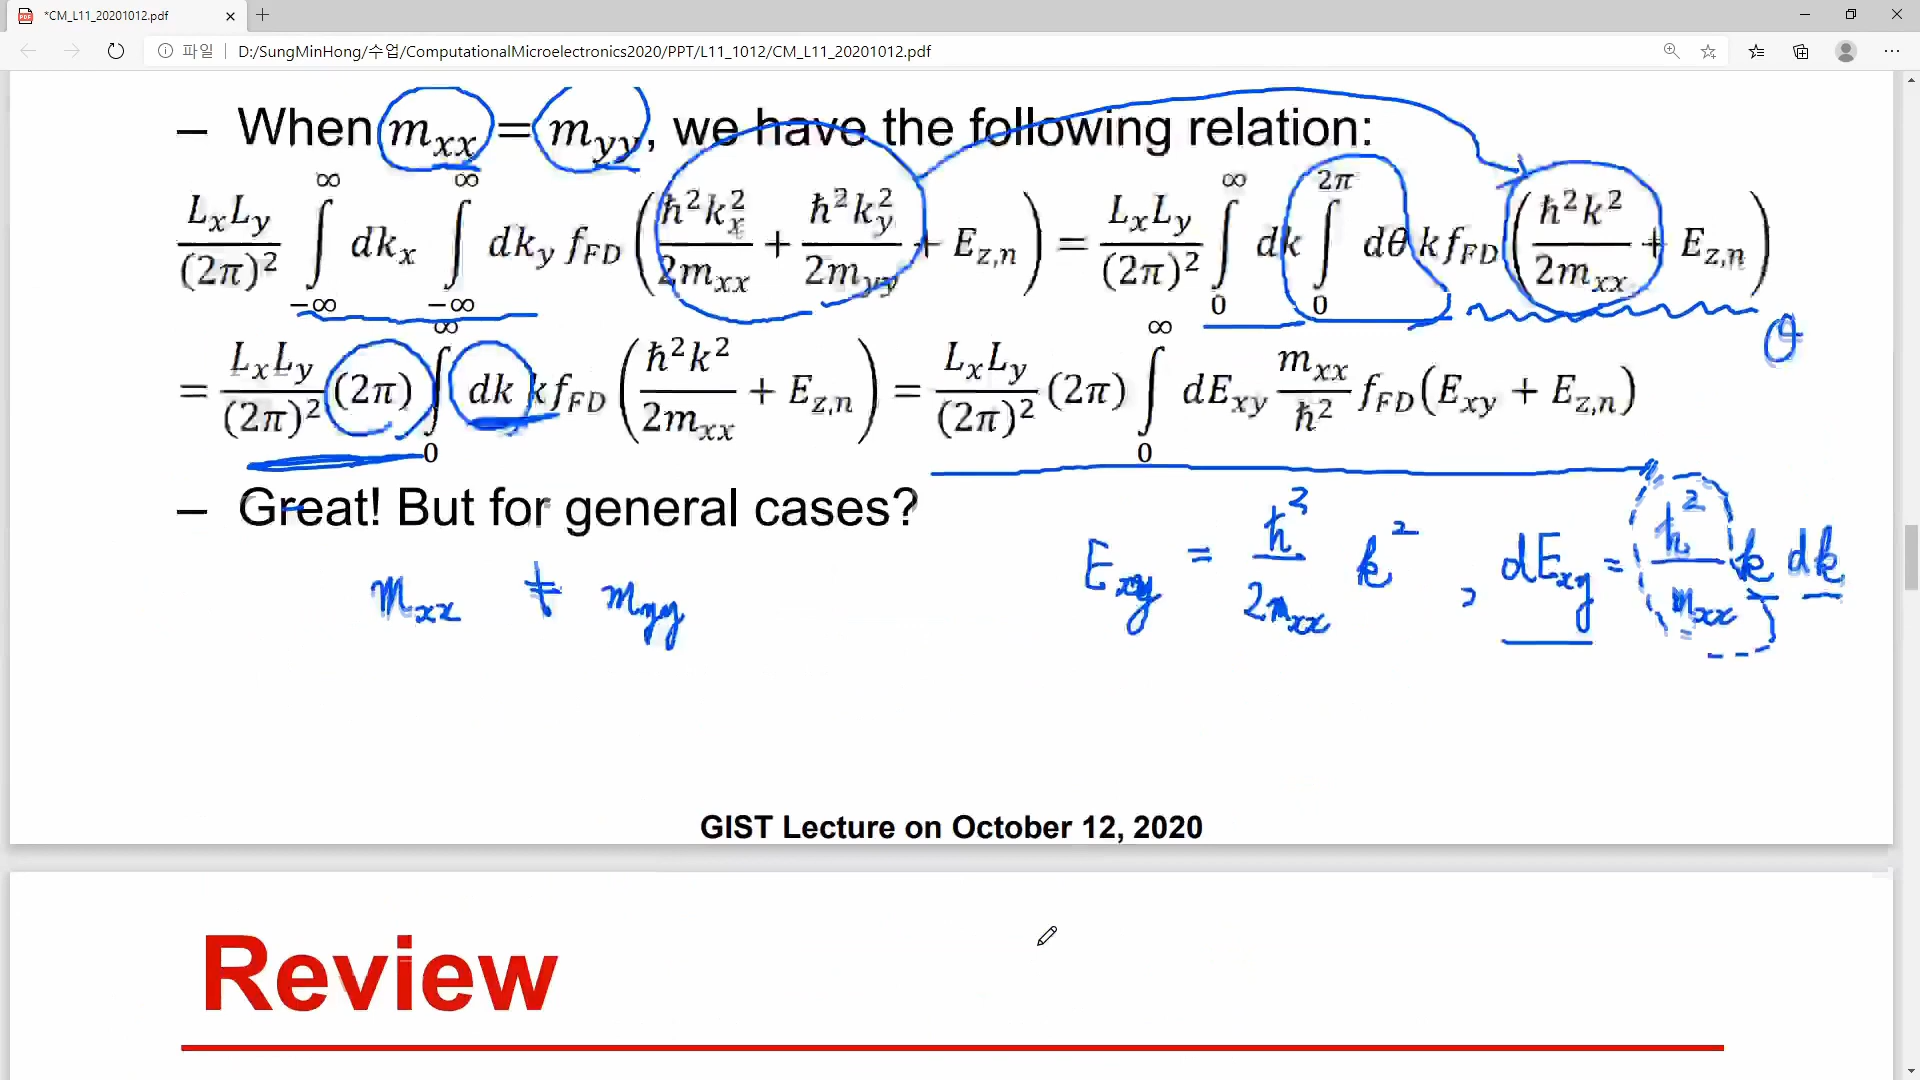 *CM_L11_20201012.pdf
파일 D:/SungMinHong/수업/ComputationalMicroelectronics2020/PPT/L11_1012/CM_L11_20201012.pdf
– When m_xx = m_yy, we have the following relation:
L_xL_y/(2π)² ∫_{-∞}^{∞} dk_x ∫_{-∞}^{∞} dk_y f_FD (ħ²k_x²/2m_xx + ħ²k_y²/2m_yy + E_z,n) = L_xL_y/(2π)² ∫_0^∞ dk ∫_0^{2π} dθ k f_FD (ħ²k²/2m_xx + E_z,n)
θ
= L_xL_y/(2π)² (2π) ∫_0^∞ dk k f_FD (ħ²k²/2m_xx + E_z,n) = L_xL_y/(2π)² (2π) ∫_0^∞ dE_xy m_xx/ħ² f_FD(E_xy + E_z,n)
– Great! But for general cases?
m_xx ≠ m_yy
E_xy = ħ²/2m_xx k² , dE_xy = ħ²/m_xx k dk
GIST Lecture on October 12, 2020
Review